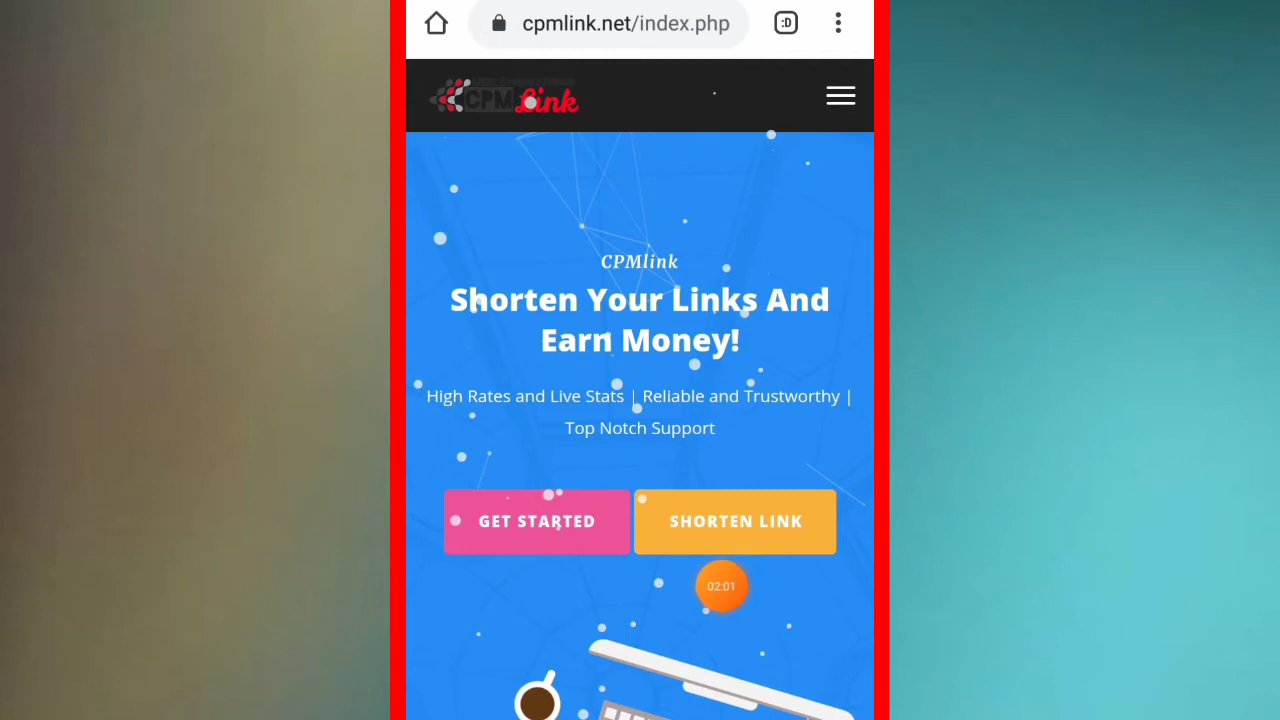 :D
cpmlink.net/index.php
CPM Link
CPMlink
Shorten Your Links And
Earn Money!
High Rates and Live Stats | Reliable and Trustworthy |
Top Notch Support
GET STARTED
SHORTEN LINK
02:01